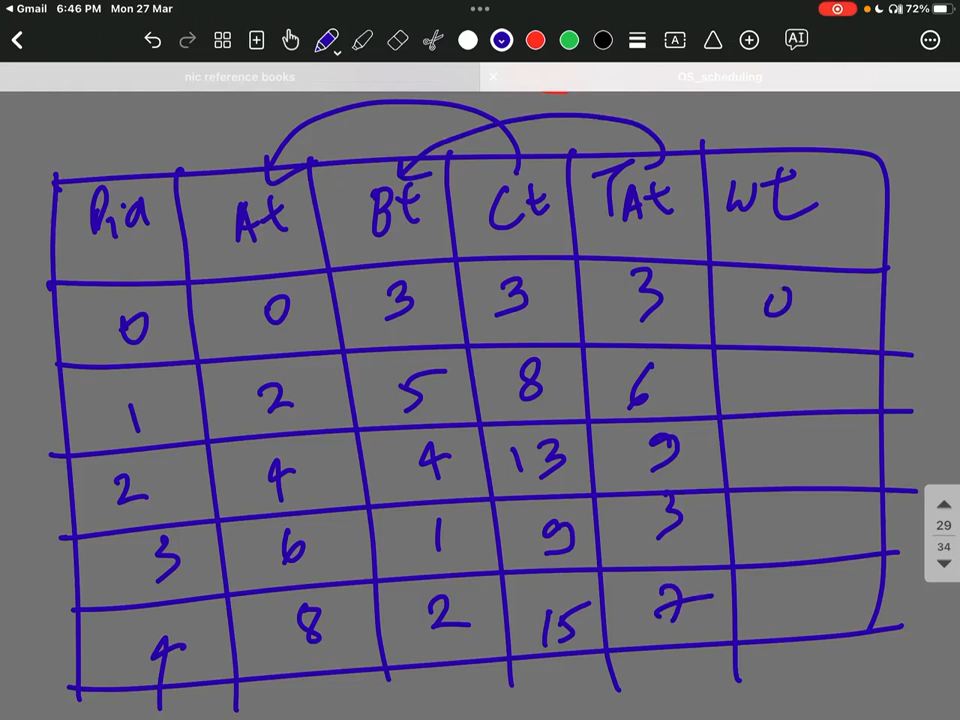 Gmail 6:46 PM Mon 27 Mar 72%
A AI
nic reference books OS_scheduling
Pid At Bt Ct TAt Wt
0 0 3 3 3 0
1 2 5 8 6
2 4 4 13 9
3 6 1 9 3
4 8 2 15 7
29
34